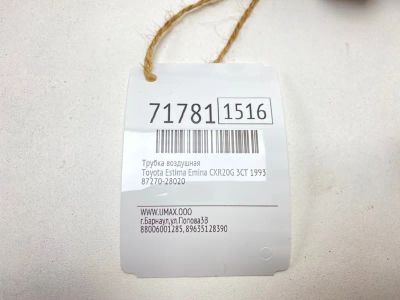 71781 1516
Трубка воздушная
Toyota Estima Emina CXR20G 3CT 1993
87270-28020
WWW.UMAX.OOO
г.Барнаул,ул.Попова3В
88006001285,89635128390